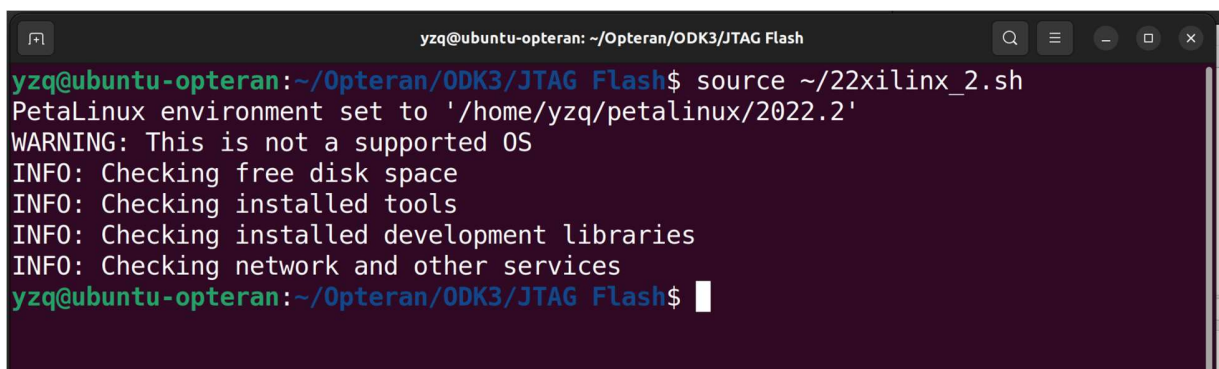 yzq@ubuntu-opteran: ~/Opteran/ODK3/JTAG Flash
yzq@ubuntu-opteran:~/Opteran/ODK3/JTAG Flash$ source ~/22xilinx_2.sh
PetaLinux environment set to '/home/yzq/petalinux/2022.2'
WARNING: This is not a supported OS
INFO: Checking free disk space
INFO: Checking installed tools
INFO: Checking installed development libraries
INFO: Checking network and other services
yzq@ubuntu-opteran:~/Opteran/ODK3/JTAG Flash$